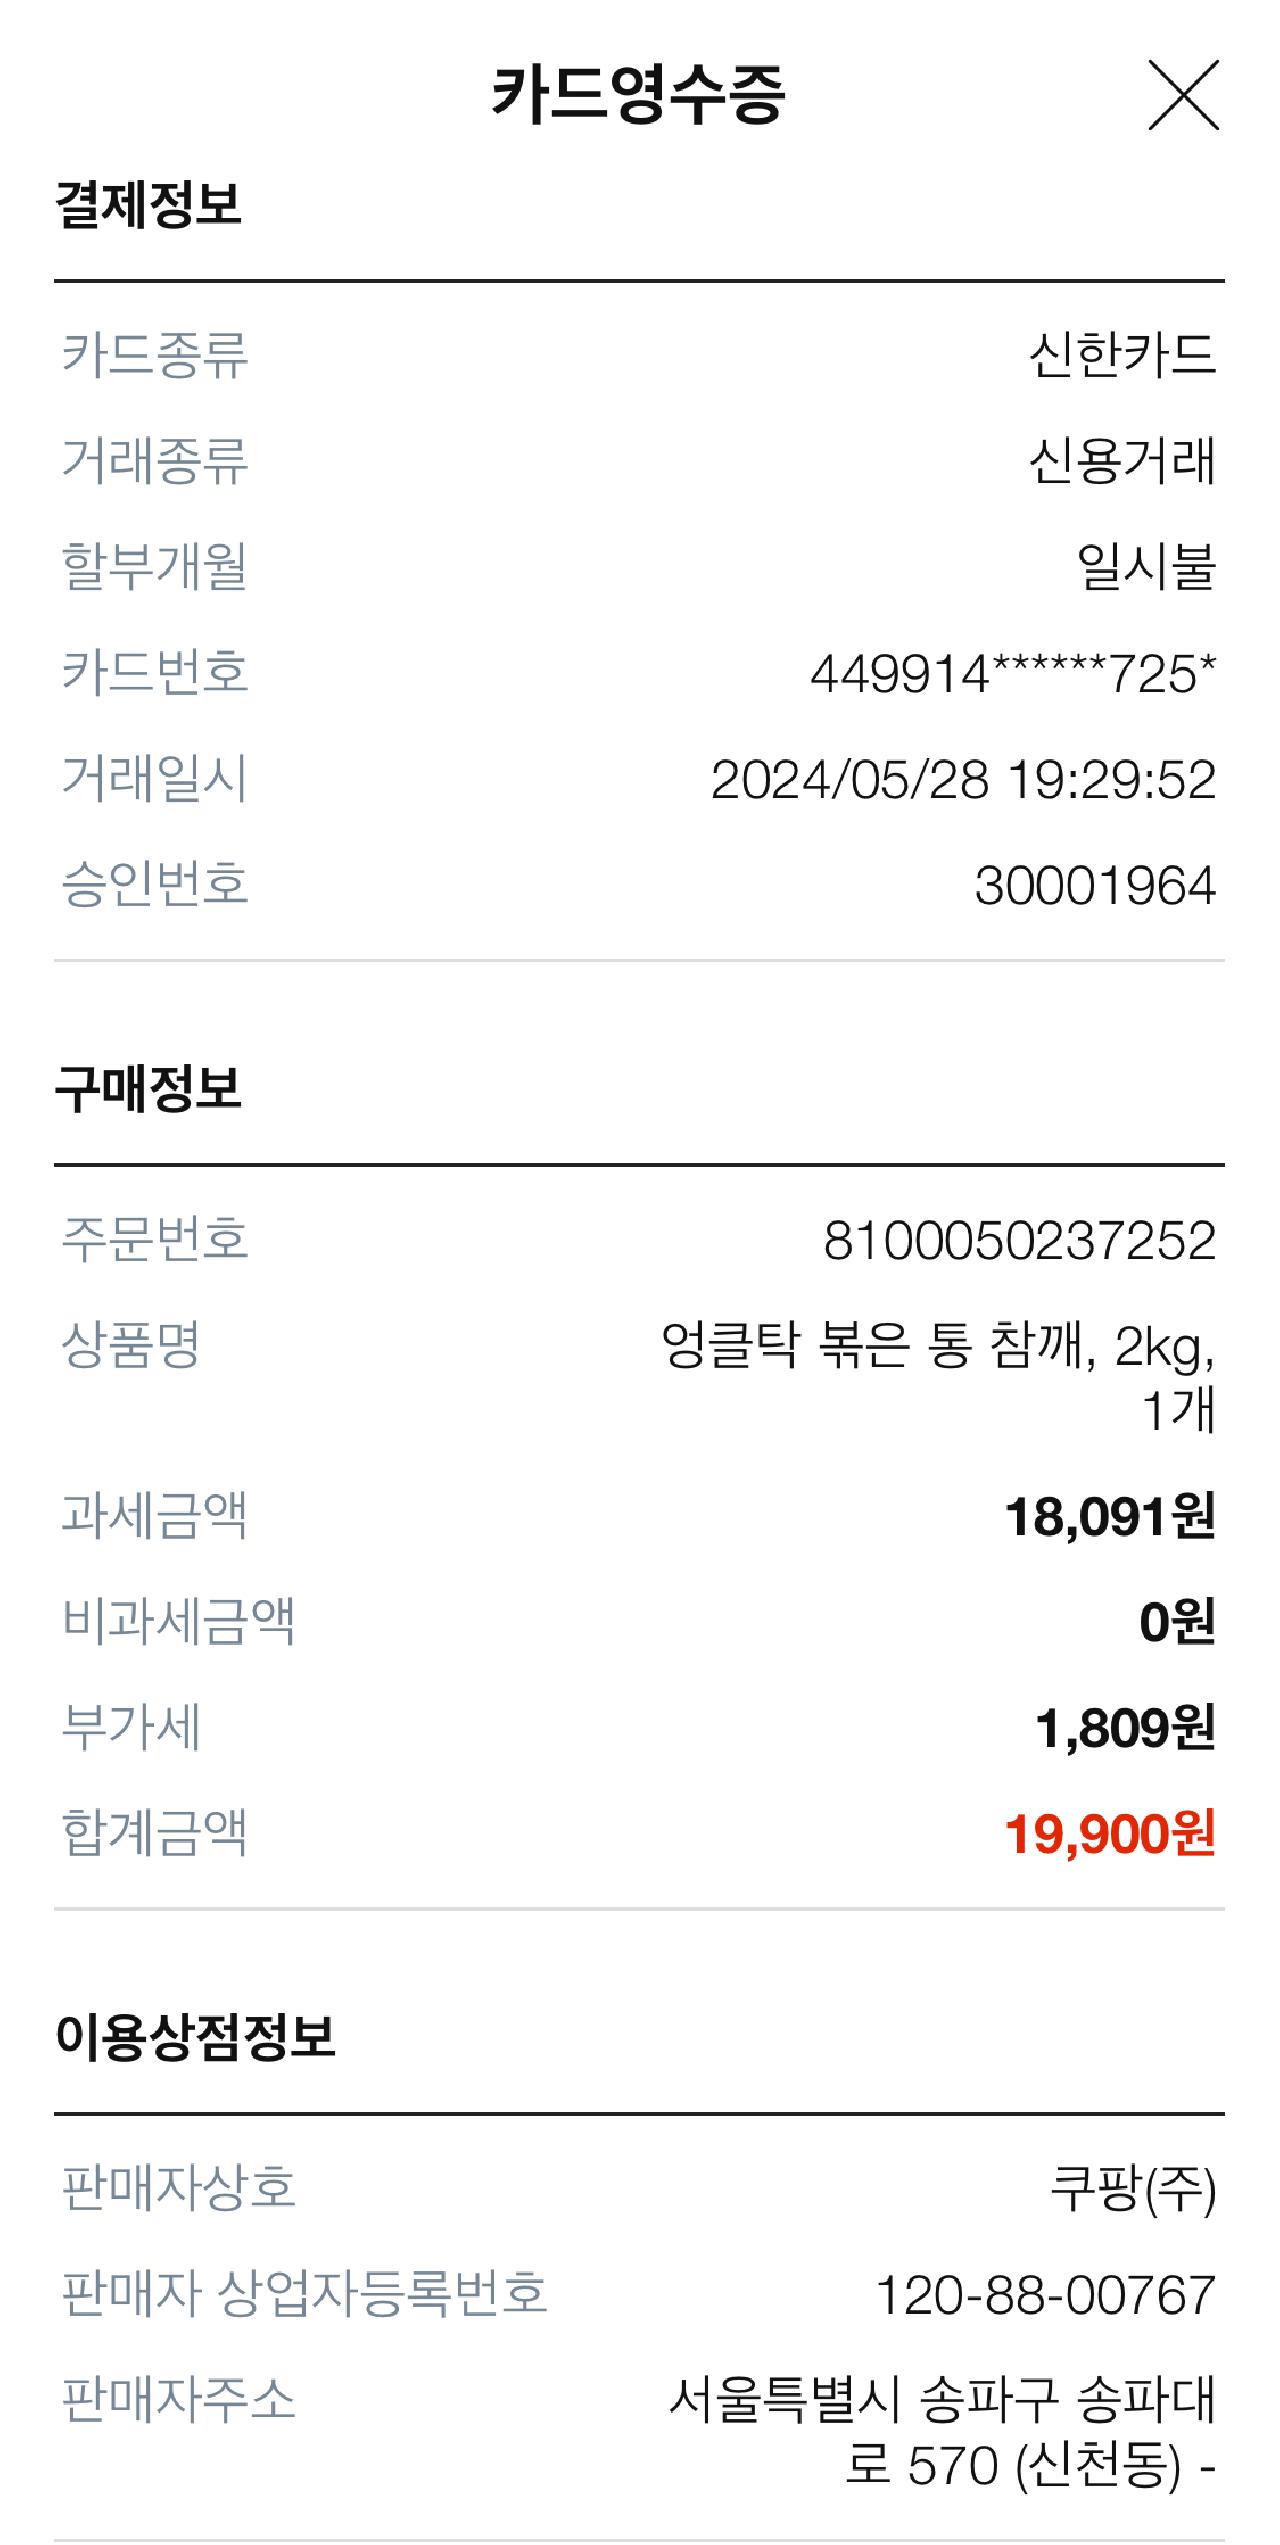 카드영수증
결제정보
카드종류 신한카드
거래종류 신용거래
할부개월 일시불
카드번호 449914******725*
거래일시 2024/05/28 19:29:52
승인번호 30001964
구매정보
주문번호 8100050237252
상품명 엉클탁 볶은 통 참깨, 2kg,
1개
과세금액 18,091원
비과세금액 0원
부가세 1,809원
합계금액 19,900원
이용상점정보
판매자상호 쿠팡(주)
판매자 상업자등록번호 120-88-00767
판매자주소 서울특별시 송파구 송파대
로 570 (신천동) -